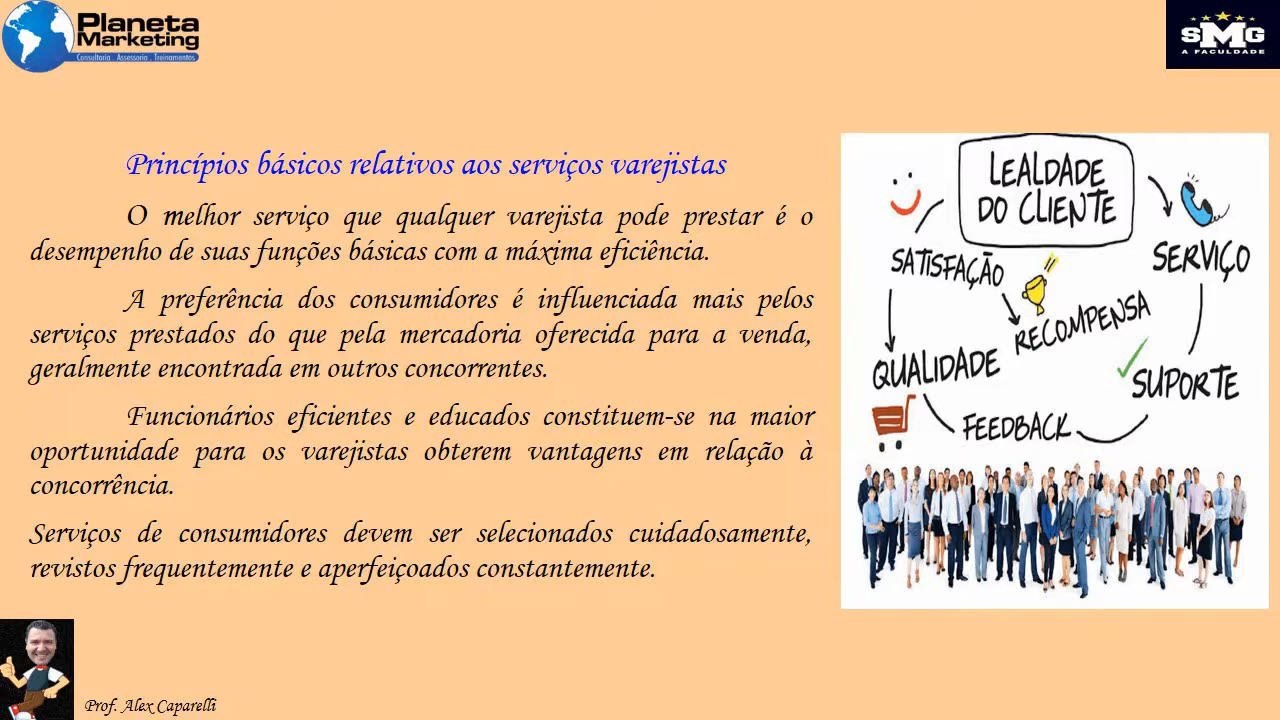 Planeta
Marketing
Consultoria . Assessoria . Treinamentos
SMG
A FACULDADE
Princípios básicos relativos aos serviços varejistas
O melhor serviço que qualquer varejista pode prestar é o
desempenho de suas funções básicas com a máxima eficiência.
A preferência dos consumidores é influenciada mais pelos
serviços prestados do que pela mercadoria oferecida para a venda,
geralmente encontrada em outros concorrentes.
Funcionários eficientes e educados constituem-se na maior
oportunidade para os varejistas obterem vantagens em relação à
concorrência.
Serviços de consumidores devem ser selecionados cuidadosamente,
revistos frequentemente e aperfeiçoados constantemente.
LEALDADE
DO CLIENTE
SATISFAÇÃO
SERVIÇO
RECOMPENSA
QUALIDADE
SUPORTE
FEEDBACK
Prof. Alex Caparelli